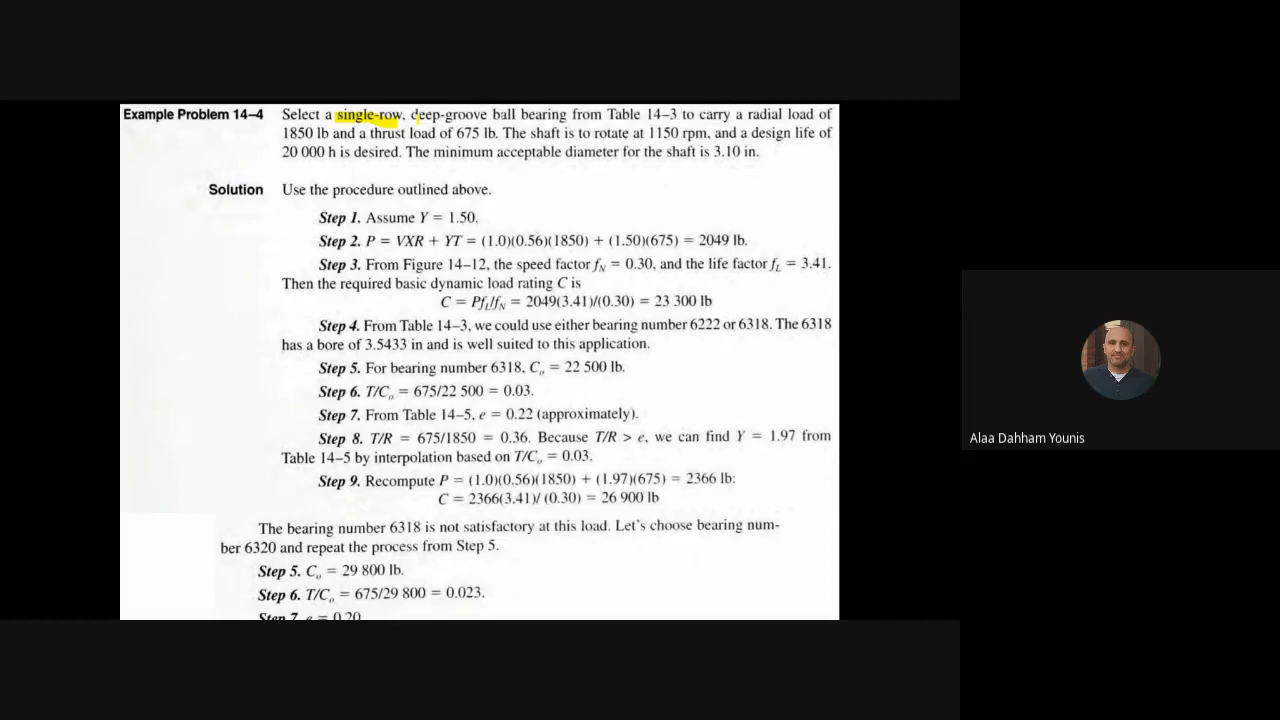 Example Problem 14–4 Select a single-row, deep-groove ball bearing from Table 14–3 to carry a radial load of
1850 lb and a thrust load of 675 lb. The shaft is to rotate at 1150 rpm, and a design life of
20 000 h is desired. The minimum acceptable diameter for the shaft is 3.10 in.
Solution Use the procedure outlined above.
Step 1. Assume Y = 1.50.
Step 2. P = VXR + YT = (1.0)(0.56)(1850) + (1.50)(675) = 2049 lb.
Step 3. From Figure 14–12, the speed factor fN = 0.30, and the life factor fL = 3.41.
Then the required basic dynamic load rating C is
C = PfL/fN = 2049(3.41)/(0.30) = 23 300 lb
Step 4. From Table 14–3, we could use either bearing number 6222 or 6318. The 6318
has a bore of 3.5433 in and is well suited to this application.
Step 5. For bearing number 6318, Co = 22 500 lb.
Step 6. T/Co = 675/22 500 = 0.03.
Step 7. From Table 14–5, e = 0.22 (approximately).
Step 8. T/R = 675/1850 = 0.36. Because T/R > e, we can find Y = 1.97 from
Table 14–5 by interpolation based on T/Co = 0.03.
Step 9. Recompute P = (1.0)(0.56)(1850) + (1.97)(675) = 2366 lb:
C = 2366(3.41)/ (0.30) = 26 900 lb
The bearing number 6318 is not satisfactory at this load. Let's choose bearing num-
ber 6320 and repeat the process from Step 5.
Step 5. Co = 29 800 lb.
Step 6. T/Co = 675/29 800 = 0.023.
Step 7. e = 0.20
Alaa Dahham Younis